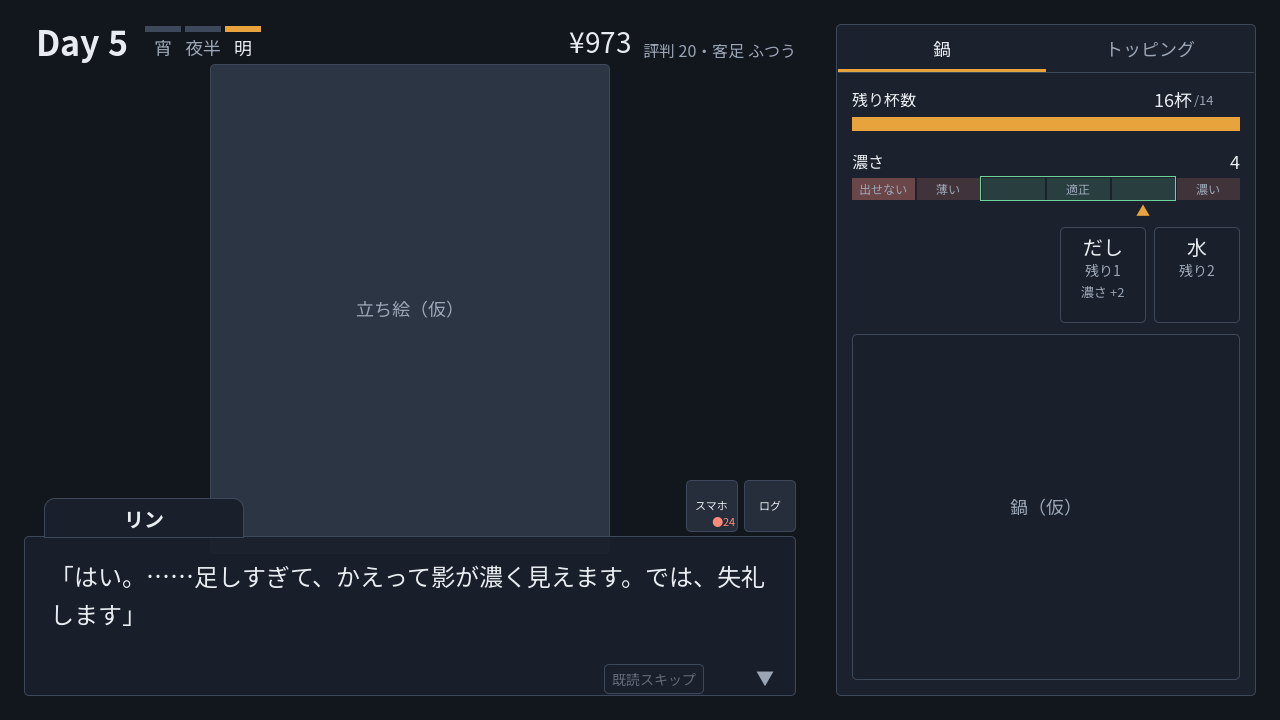 Day 5
宵 夜半 明
¥973
評判 20・客足 ふつう
立ち絵（仮）
スマホ
24
ログ
リン
「はい。……足しすぎて、かえって影が濃く見えます。では、失礼
します」
既読スキップ
▼
鍋 トッピング
残り杯数 16杯/14
濃さ 4
出せない 薄い 適正 濃い
だし
残り1
濃さ +2
水
残り2
鍋（仮）